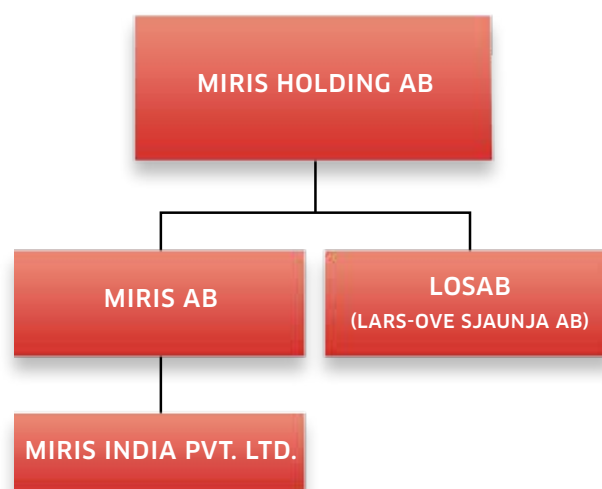 MIRIS HOLDING AB
MIRIS AB
LOSAB
(LARS-OVE SJAUNJA AB)
MIRIS INDIA PVT. LTD.